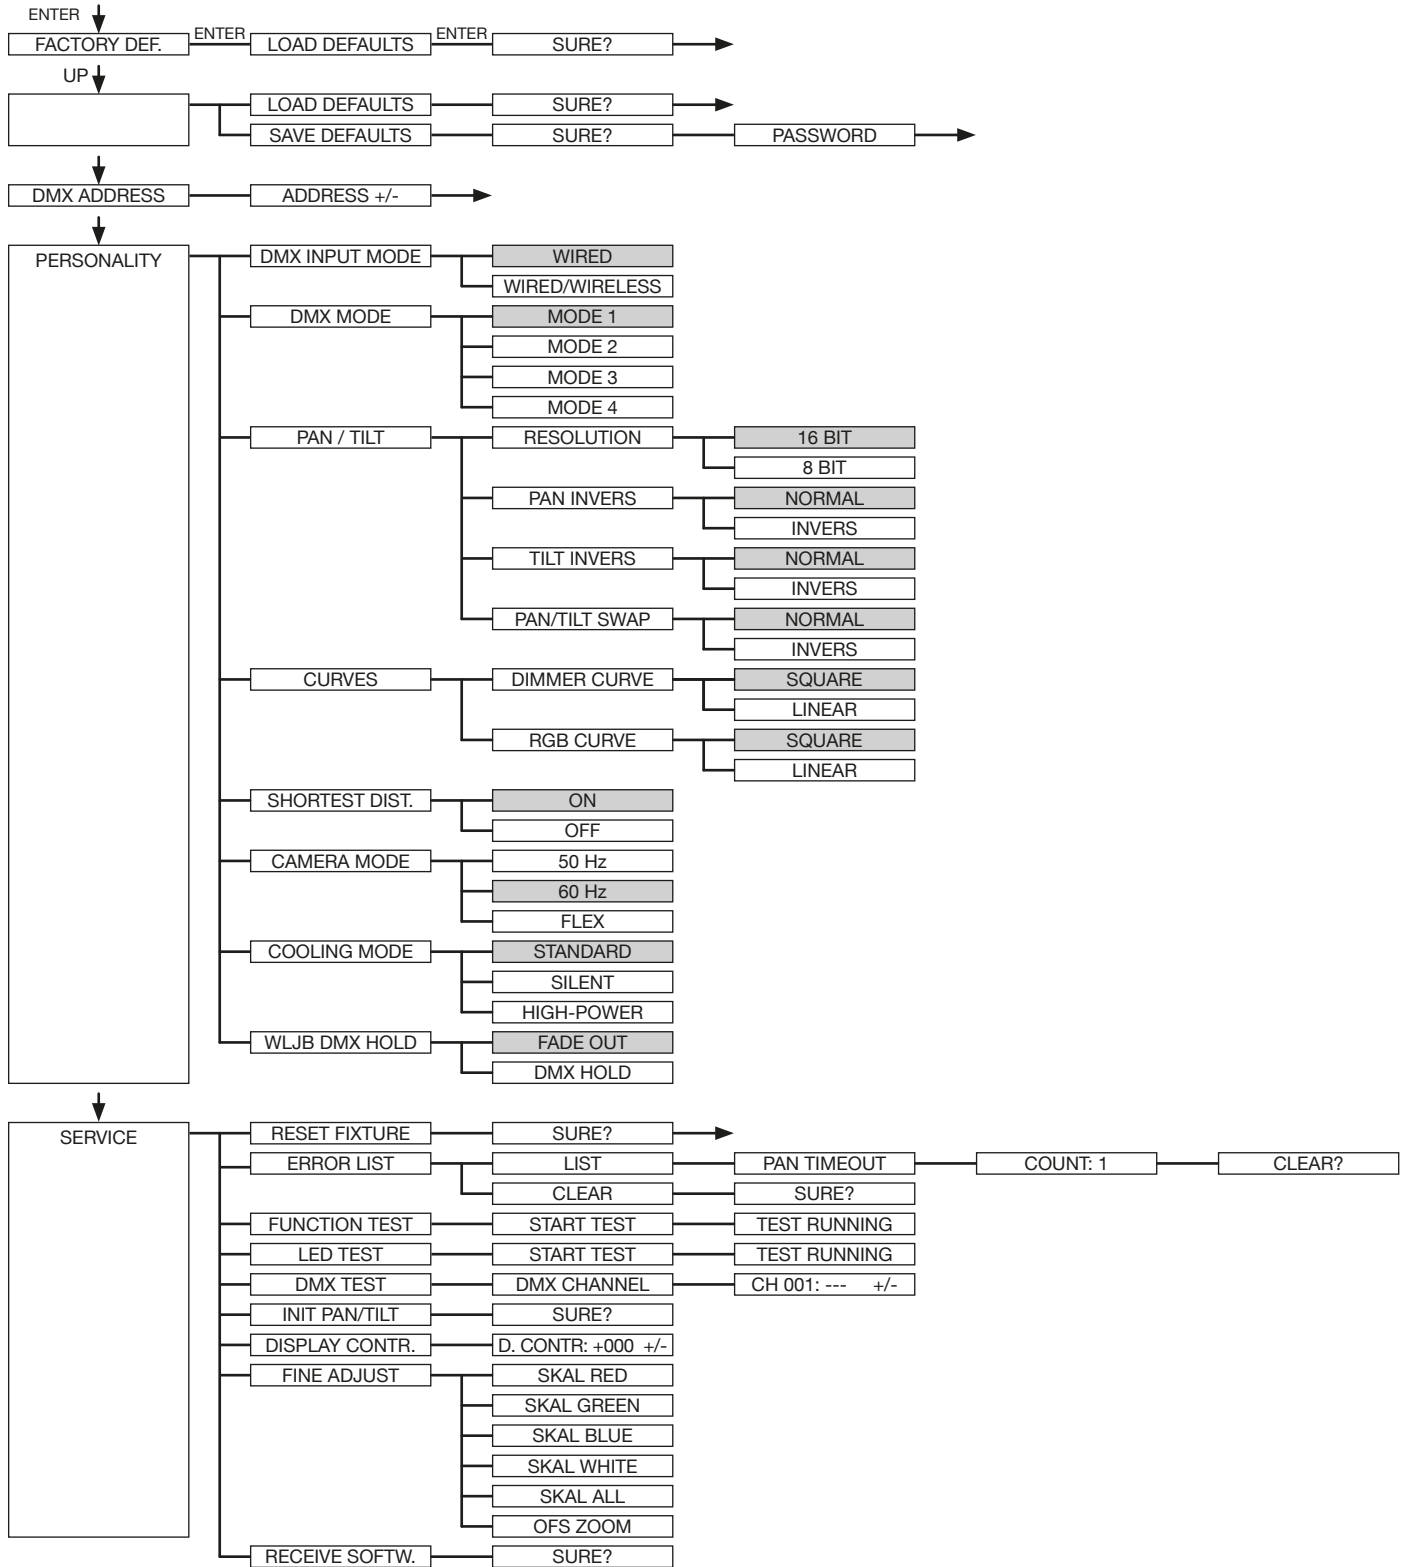 ENTER
FACTORY DEF. ENTER LOAD DEFAULTS ENTER SURE?
UP
LOAD DEFAULTS SURE?
SAVE DEFAULTS SURE? PASSWORD
DMX ADDRESS ADDRESS +/-
PERSONALITY DMX INPUT MODE WIRED
WIRED/WIRELESS
DMX MODE MODE 1
MODE 2
MODE 3
MODE 4
PAN / TILT RESOLUTION 16 BIT
8 BIT
PAN INVERS NORMAL
INVERS
TILT INVERS NORMAL
INVERS
PAN/TILT SWAP NORMAL
INVERS
CURVES DIMMER CURVE SQUARE
LINEAR
RGB CURVE SQUARE
LINEAR
SHORTEST DIST. ON
OFF
CAMERA MODE 50 Hz
60 Hz
FLEX
COOLING MODE STANDARD
SILENT
HIGH-POWER
WLJB DMX HOLD FADE OUT
DMX HOLD
SERVICE RESET FIXTURE SURE?
ERROR LIST LIST PAN TIMEOUT COUNT: 1 CLEAR?
CLEAR SURE?
FUNCTION TEST START TEST TEST RUNNING
LED TEST START TEST TEST RUNNING
DMX TEST DMX CHANNEL CH 001: --- +/-
INIT PAN/TILT SURE?
DISPLAY CONTR. D. CONTR: +000 +/-
FINE ADJUST SKAL RED
SKAL GREEN
SKAL BLUE
SKAL WHITE
SKAL ALL
OFS ZOOM
RECEIVE SOFTW. SURE?